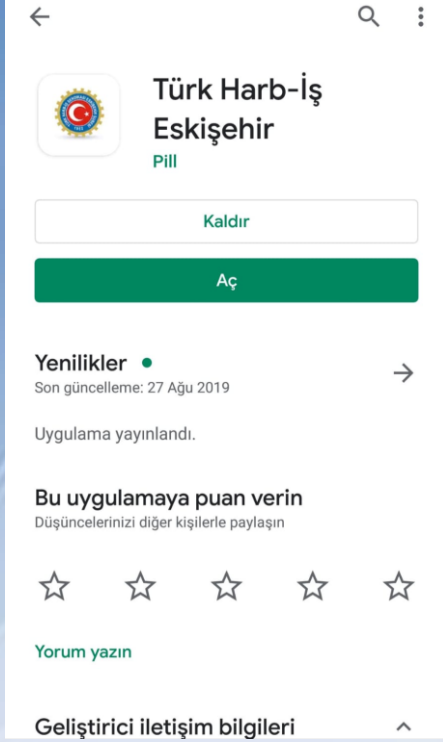 Türk Harb-İş
Eskişehir
Pill
Kaldır
Aç
Yenilikler
Son güncelleme: 27 Ağu 2019
Uygulama yayınlandı.
Bu uygulamaya puan verin
Düşüncelerinizi diğer kişilerle paylaşın
Yorum yazın
Geliştirici iletişim bilgileri